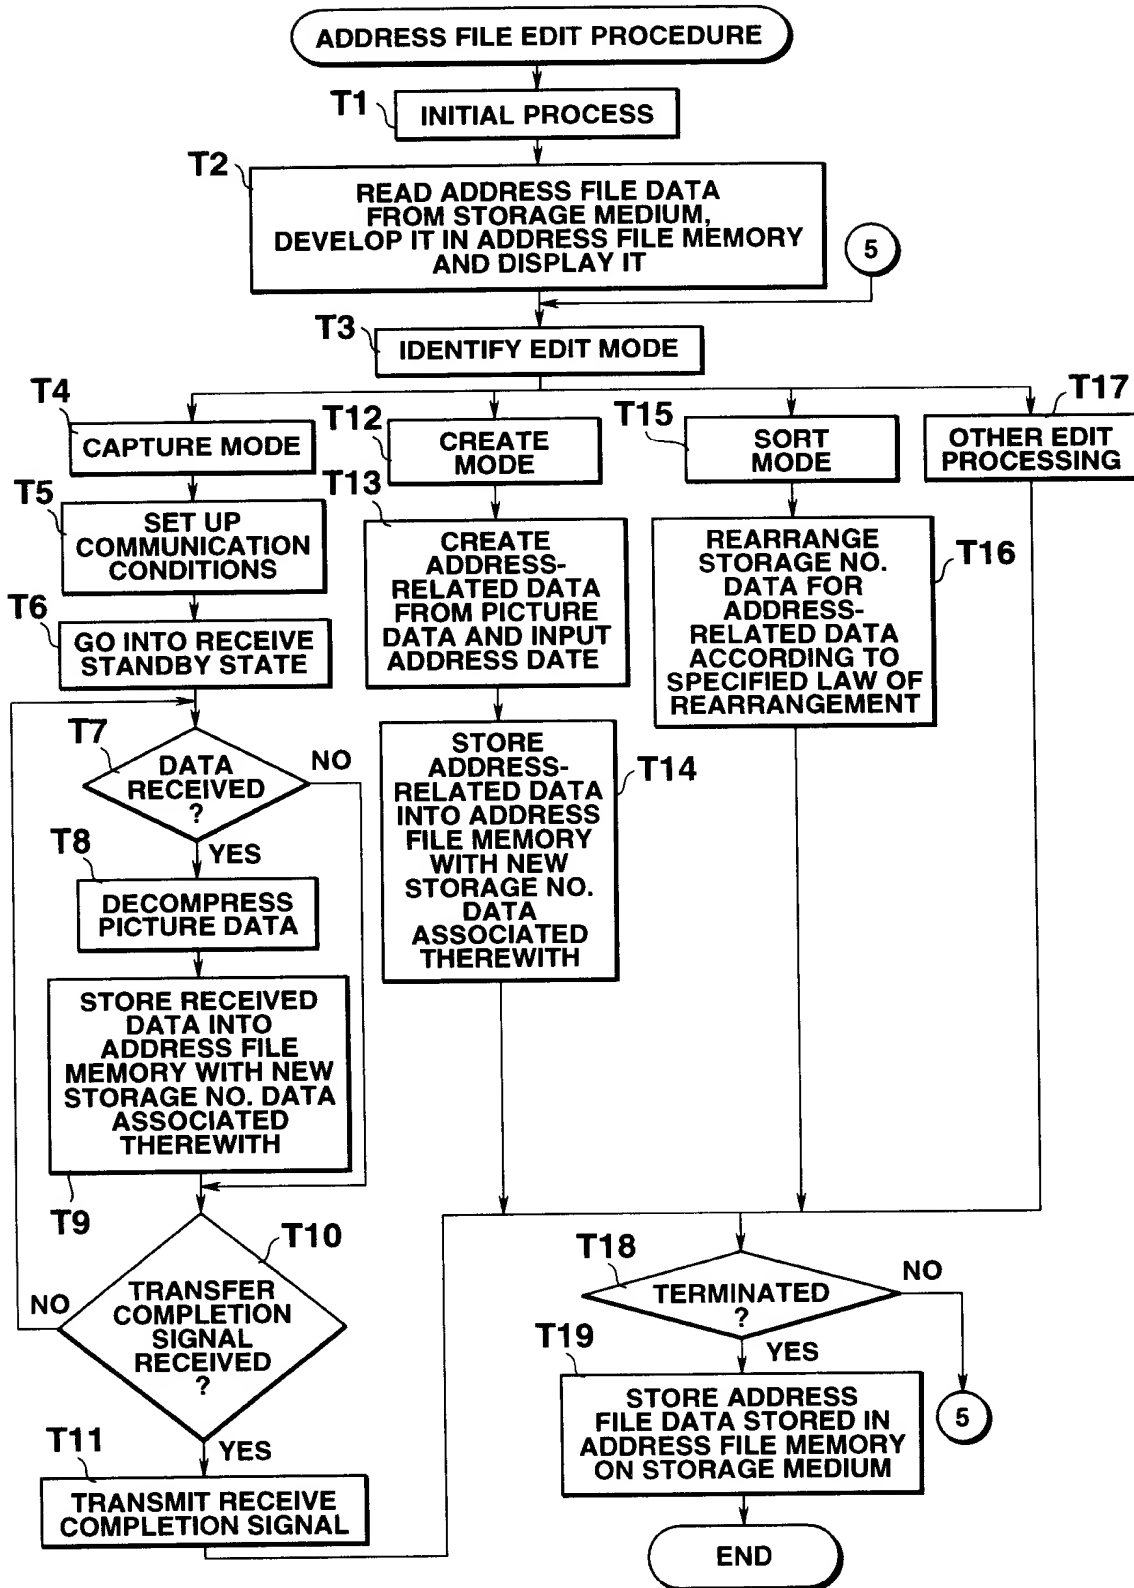 ADDRESS FILE EDIT PROCEDURE
T1
INITIAL PROCESS
T2
READ ADDRESS FILE DATA
FROM STORAGE MEDIUM,
DEVELOP IT IN ADDRESS FILE MEMORY
AND DISPLAY IT
5
T3
IDENTIFY EDIT MODE
T4
CAPTURE MODE
T5
SET UP
COMMUNICATION
CONDITIONS
T6
GO INTO RECEIVE
STANDBY STATE
T7
DATA
RECEIVED
?
NO
YES
T8
DECOMPRESS
PICTURE DATA
STORE RECEIVED
DATA INTO
ADDRESS FILE
MEMORY WITH NEW
STORAGE NO. DATA
ASSOCIATED
THEREWITH
T9
T10
TRANSFER
COMPLETION
SIGNAL
RECEIVED
?
NO
YES
T11
TRANSMIT RECEIVE
COMPLETION SIGNAL
T12
CREATE
MODE
T13
CREATE
ADDRESS-
RELATED DATA
FROM PICTURE
DATA AND INPUT
ADDRESS DATE
STORE
ADDRESS-
RELATED DATA
INTO ADDRESS
FILE MEMORY
WITH NEW
STORAGE NO.
DATA
ASSOCIATED
THEREWITH
T14
T15
SORT
MODE
REARRANGE
STORAGE NO.
DATA FOR
ADDRESS-
RELATED DATA
ACCORDING TO
SPECIFIED LAW OF
REARRANGEMENT
T16
T17
OTHER EDIT
PROCESSING
T18
TERMINATED
?
NO
YES
5
T19
STORE ADDRESS
FILE DATA STORED IN
ADDRESS FILE MEMORY
ON STORAGE MEDIUM
END